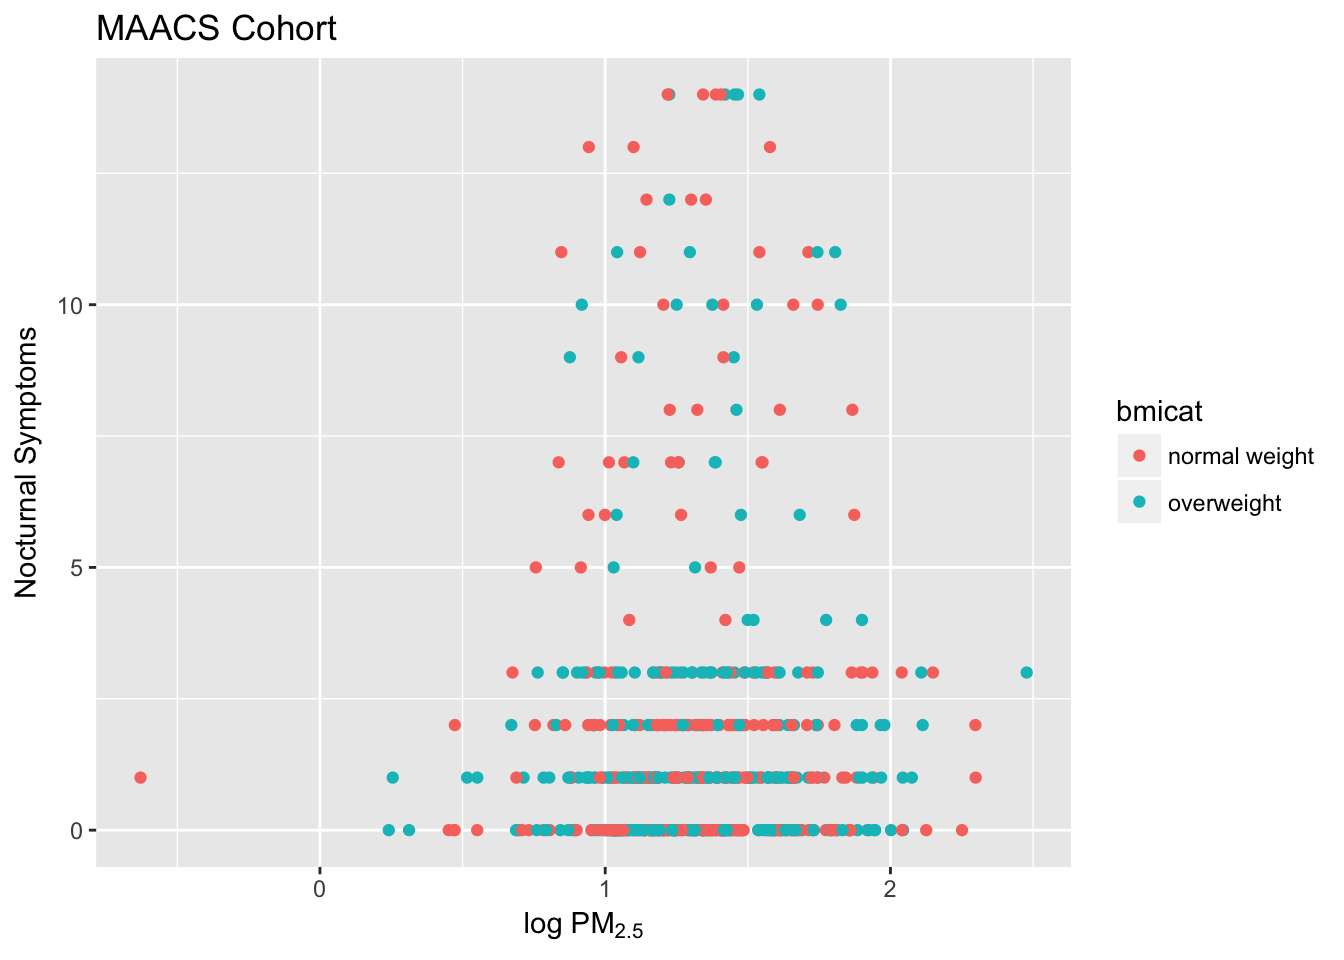 MAACS Cohort
Nocturnal Symptoms
10
5
0
0 1 2
log PM₂.₅
bmicat
normal weight
overweight